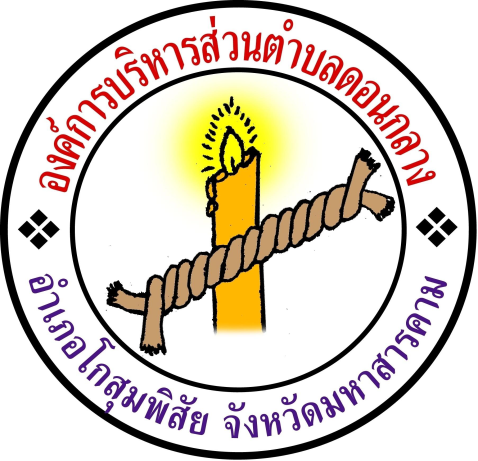 องค์การบริหารส่วนตำบลดอนกลาง
อำเภอโกสุมพิสัย จังหวัดมหาสารคาม